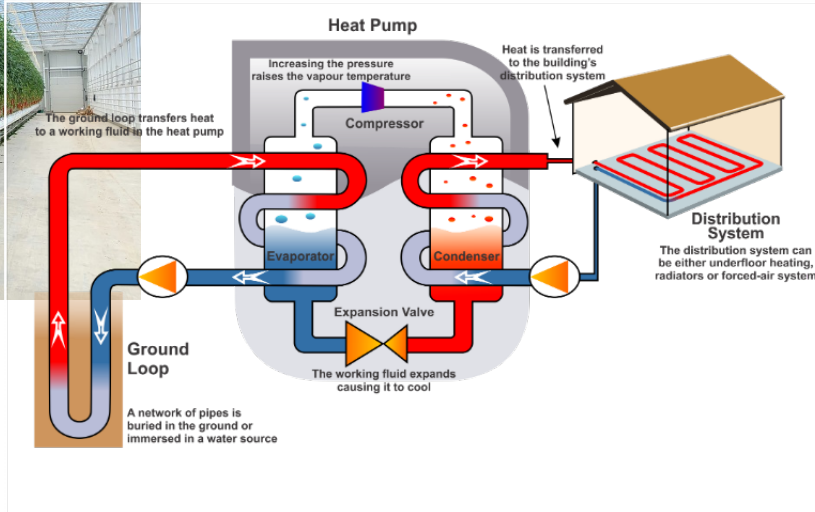 Heat Pump
Increasing the pressure
raises the vapour temperature
Heat is transferred
to the building's
distribution system
The ground loop transfers heat
to a working fluid in the heat pump
Compressor
Evaporator
Condenser
Distribution
System
The distribution system can
be either underfloor heating,
radiators or forced-air system
Expansion Valve
The working fluid expands
causing it to cool
Ground
Loop
A network of pipes is
buried in the ground or
immersed in a water source